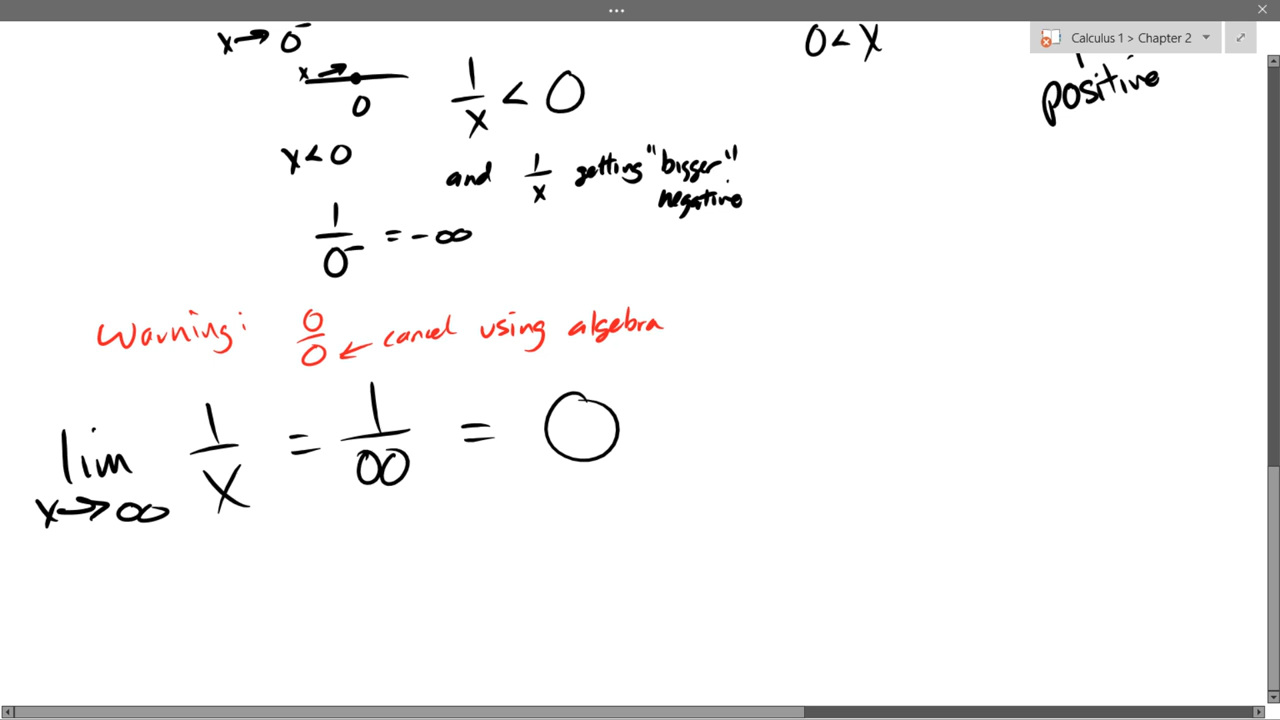 x→0⁻
0<x
Calculus 1 > Chapter 2
positive
x→
0
1/x < 0
x<0
and 1/x getting "bigger"
negative
1/0⁻ = -∞
Warning: 0/0 ← cancel using algebra
lim x→∞ 1/x = 1/∞ = 0